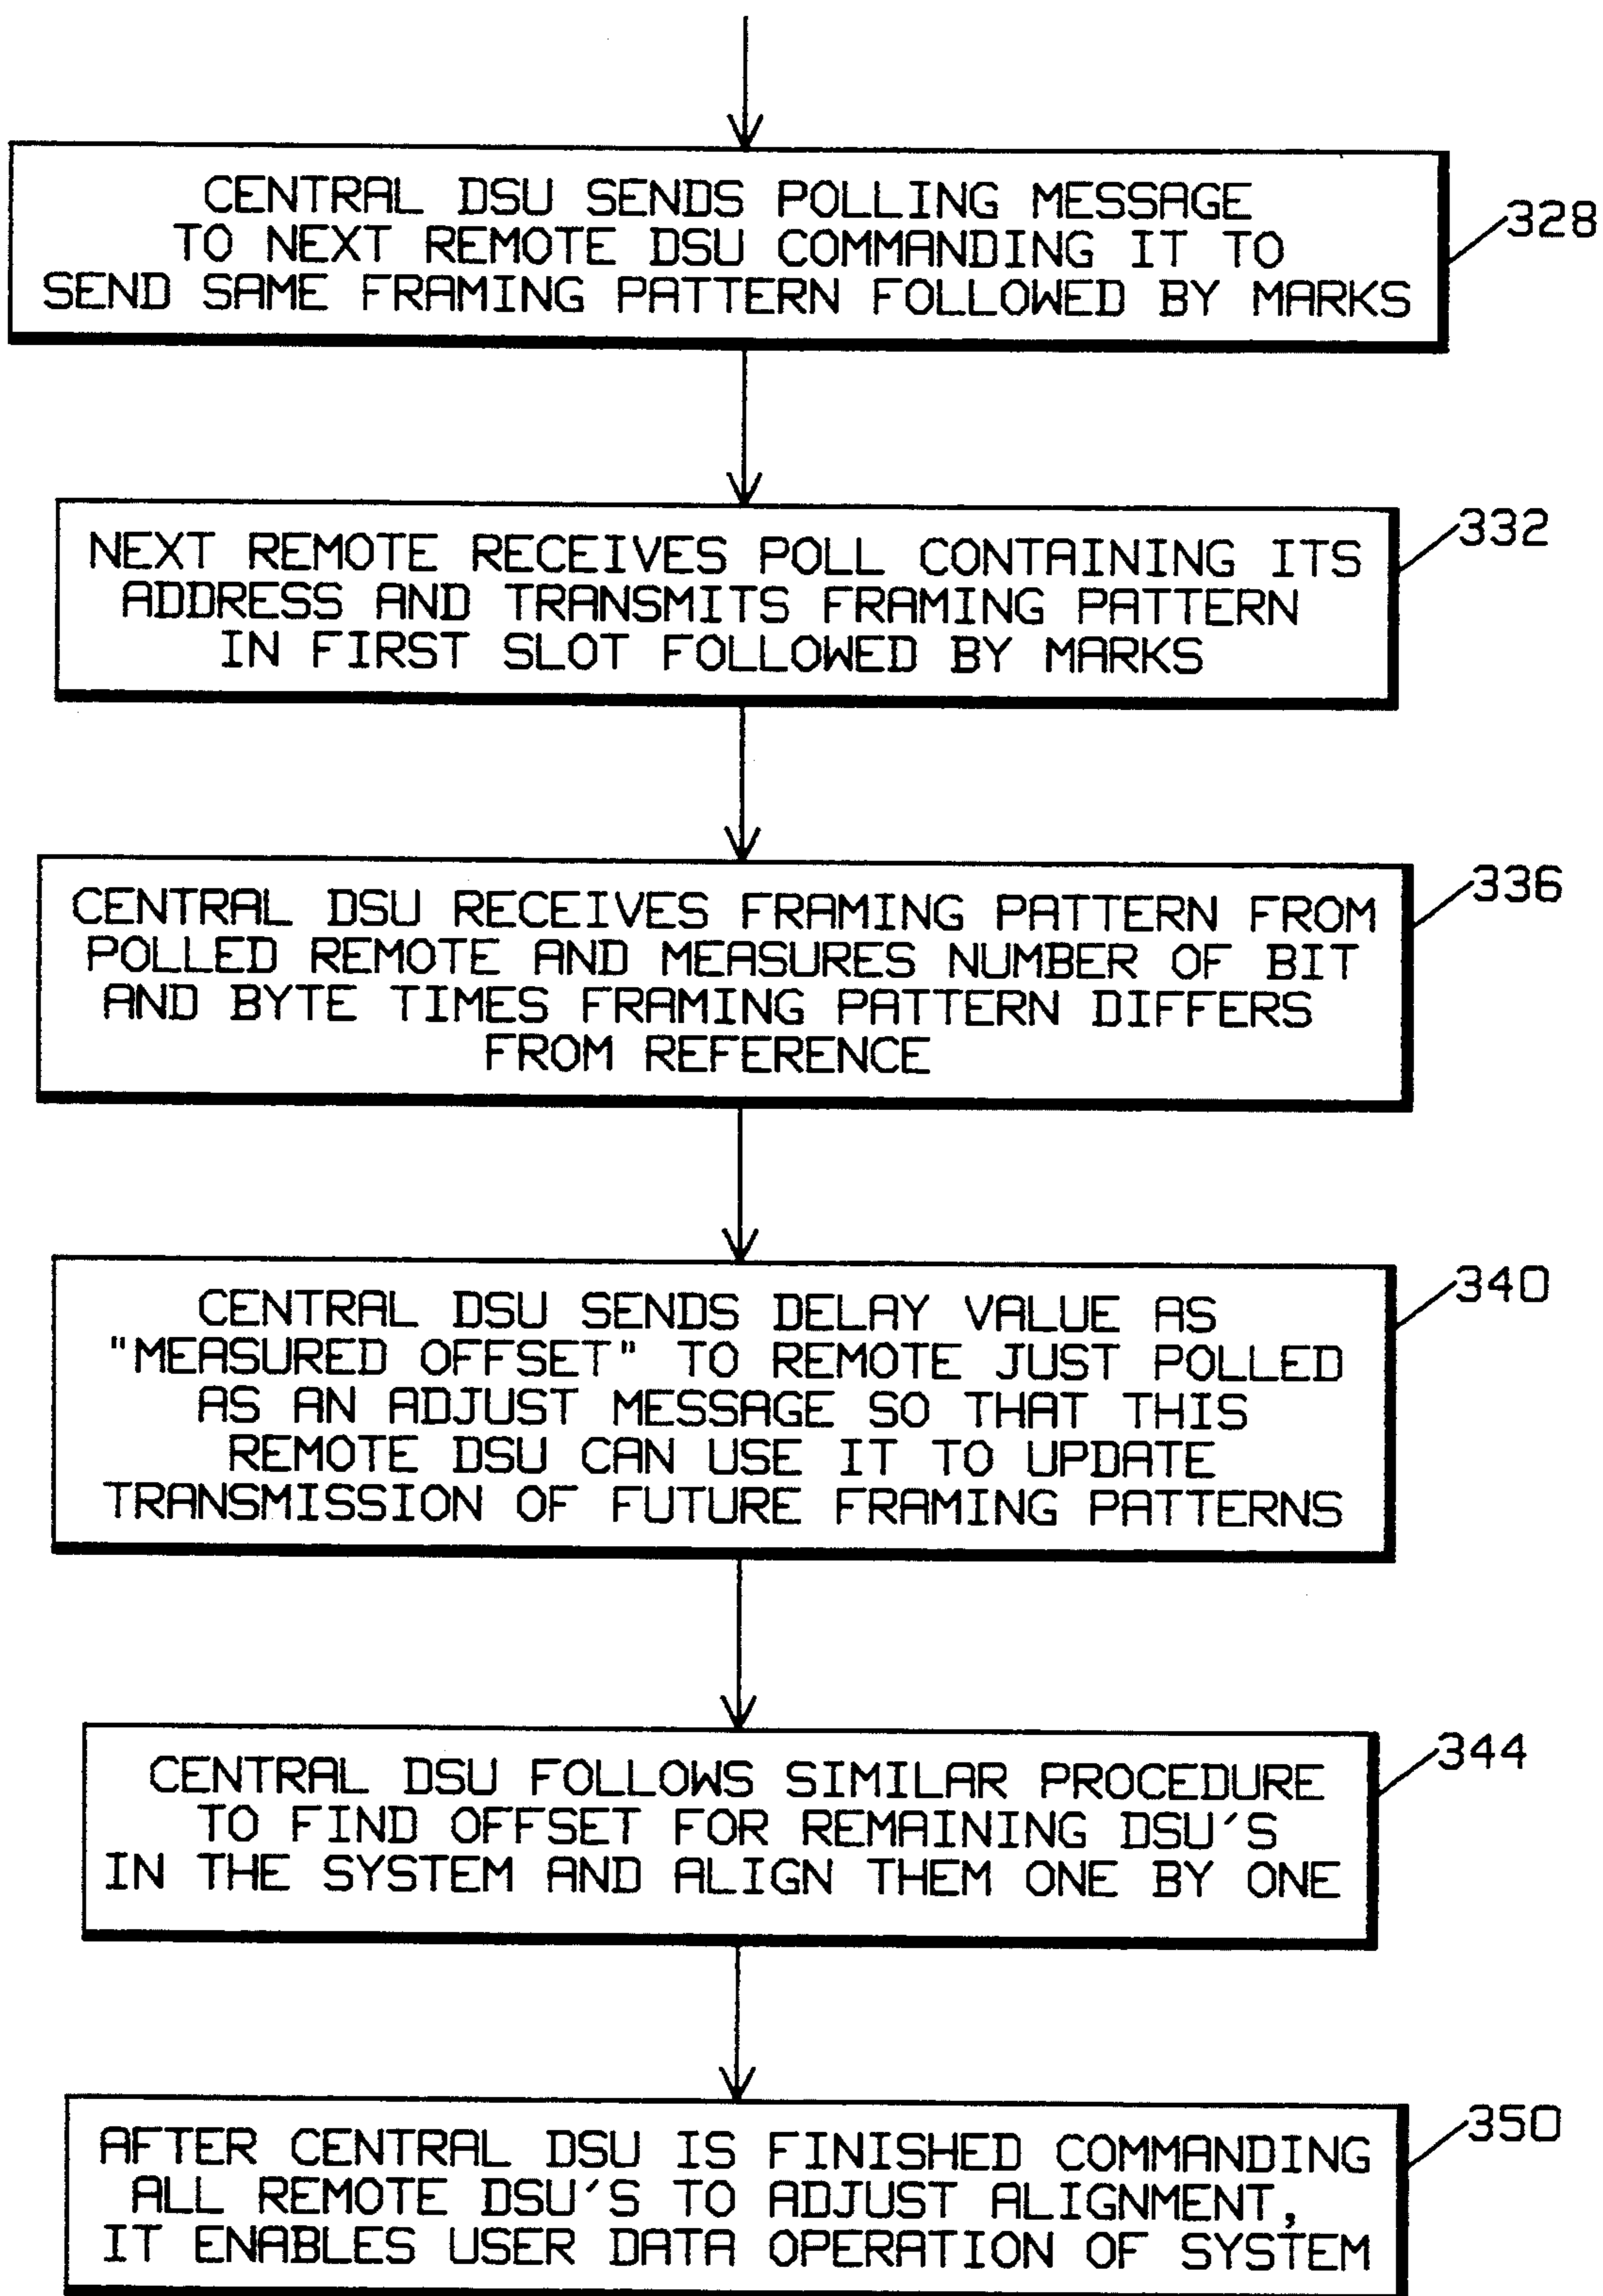 CENTRAL DSU SENDS POLLING MESSAGE
TO NEXT REMOTE DSU COMMANDING IT TO
SEND SAME FRAMING PATTERN FOLLOWED BY MARKS
328
NEXT REMOTE RECEIVES POLL CONTAINING ITS
ADDRESS AND TRANSMITS FRAMING PATTERN
IN FIRST SLOT FOLLOWED BY MARKS
332
CENTRAL DSU RECEIVES FRAMING PATTERN FROM
POLLED REMOTE AND MEASURES NUMBER OF BIT
AND BYTE TIMES FRAMING PATTERN DIFFERS
FROM REFERENCE
336
CENTRAL DSU SENDS DELAY VALUE AS
"MEASURED OFFSET" TO REMOTE JUST POLLED
AS AN ADJUST MESSAGE SO THAT THIS
REMOTE DSU CAN USE IT TO UPDATE
TRANSMISSION OF FUTURE FRAMING PATTERNS
340
CENTRAL DSU FOLLOWS SIMILAR PROCEDURE
TO FIND OFFSET FOR REMAINING DSU'S
IN THE SYSTEM AND ALIGN THEM ONE BY ONE
344
AFTER CENTRAL DSU IS FINISHED COMMANDING
ALL REMOTE DSU'S TO ADJUST ALIGNMENT,
IT ENABLES USER DATA OPERATION OF SYSTEM
350